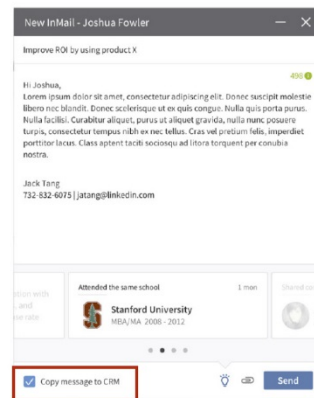 New InMail - Joshua Fowler
Improve ROI by using product X
498
Hi Joshua,
Lorem ipsum dolor sit amet, consectetur adipiscing elit. Donec suscipit molestie
libero nec blandit. Donec scelerisque ut ex quis congue. Nulla quis porta purus.
Nulla facilisi. Curabitur aliquet, purus ut aliquet gravida, nulla nunc posuere
turpis, consectetur tempus nibh ex nec tellus. Cras vel pretium felis, imperdiet
porttitor lacus. Class aptent taciti sociosqu ad litora torquent per conubia
nostra.
Jack Tang
732-832-6075 | jatang@linkedin.com
Attended the same school
1 mon
Shared co
Stanford University
MBA/MA 2008 - 2012
Copy message to CRM
Send